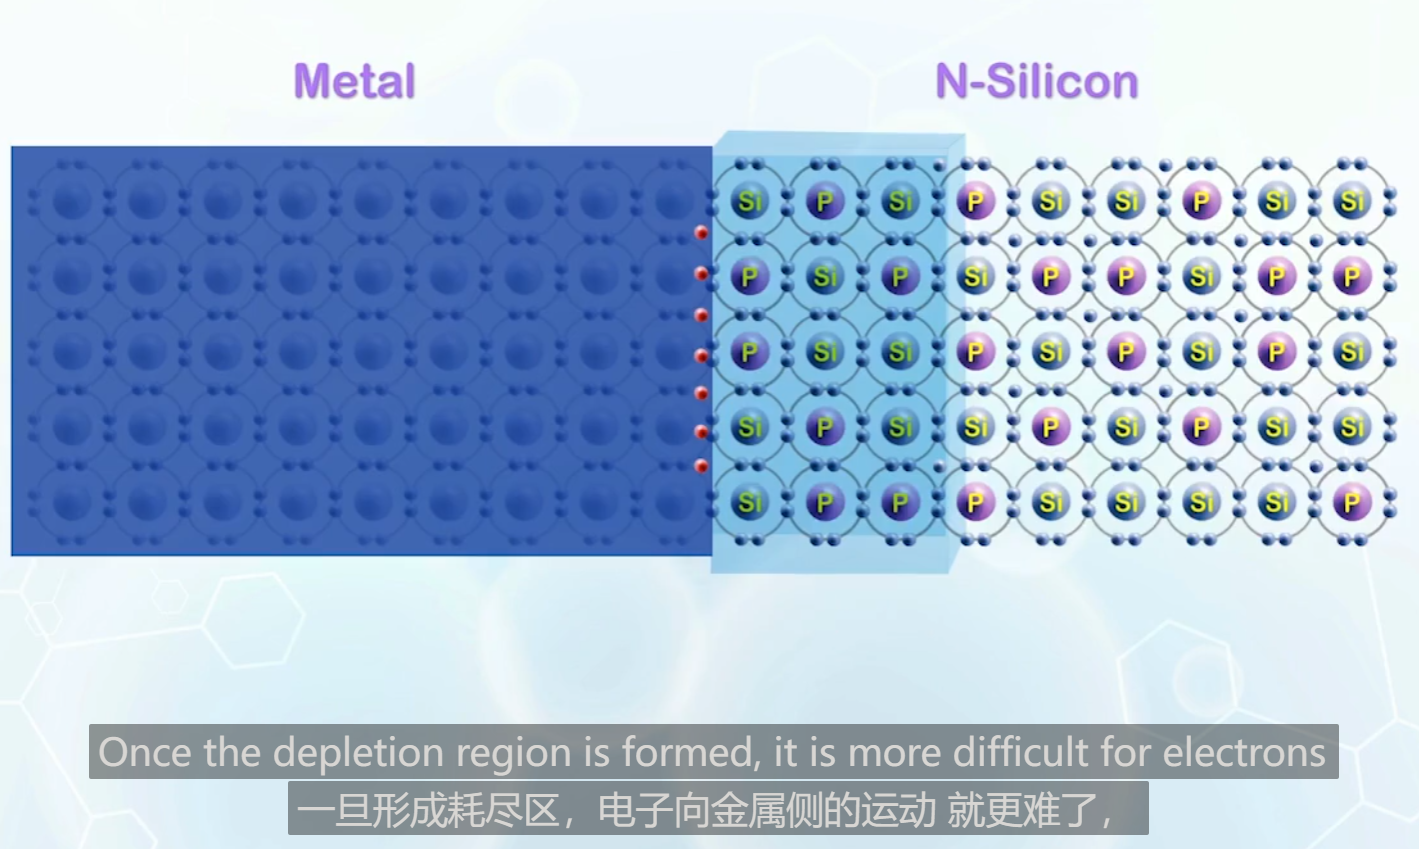 Metal N-Silicon
Si P Si P Si Si P Si Si
P Si P Si P P Si P P
P Si Si P Si P Si P Si
Si P Si Si P Si P Si Si
Si P P P Si Si Si Si P
Once the depletion region is formed, it is more difficult for electrons
一旦形成耗尽区，电子向金属侧的运动 就更难了，